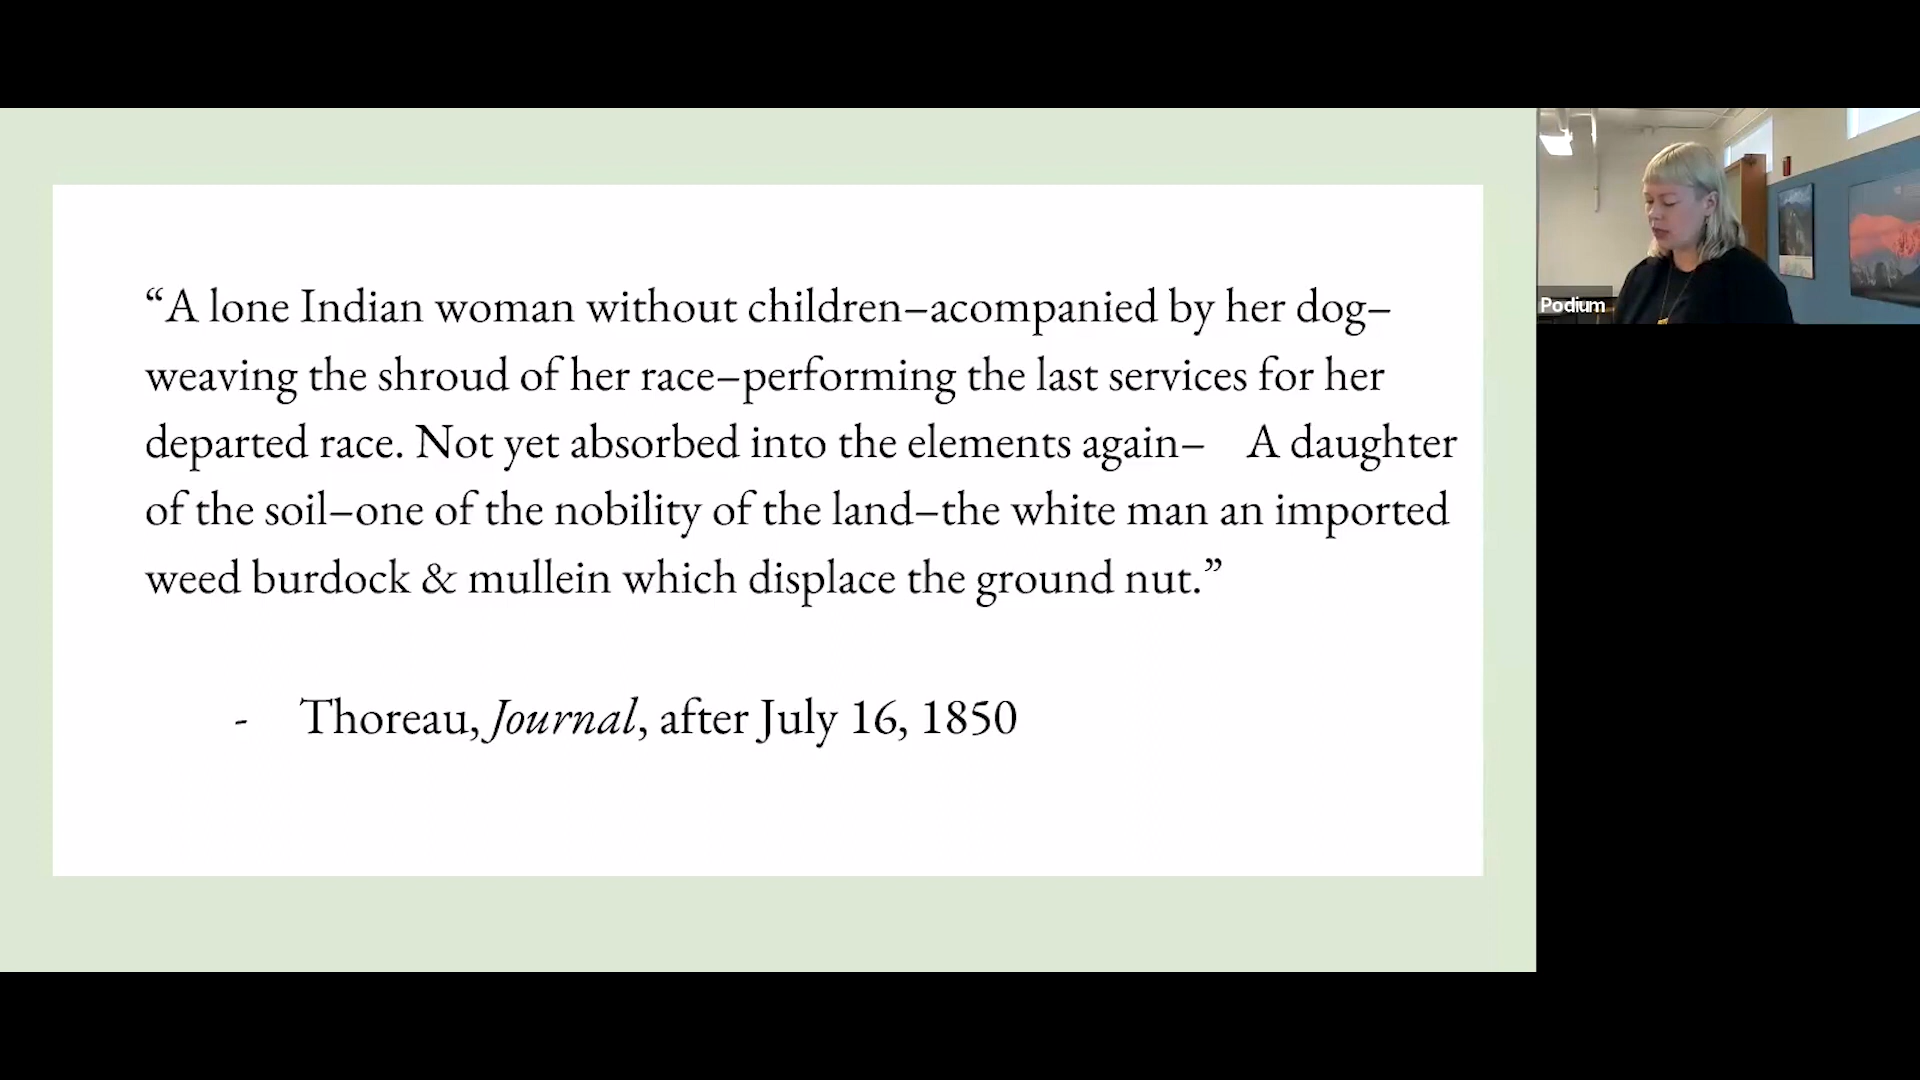 “A lone Indian woman without children–acompanied by her dog–
weaving the shroud of her race–performing the last services for her
departed race. Not yet absorbed into the elements again– A daughter
of the soil–one of the nobility of the land–the white man an imported
weed burdock & mullein which displace the ground nut.”
- Thoreau, Journal, after July 16, 1850
Podium